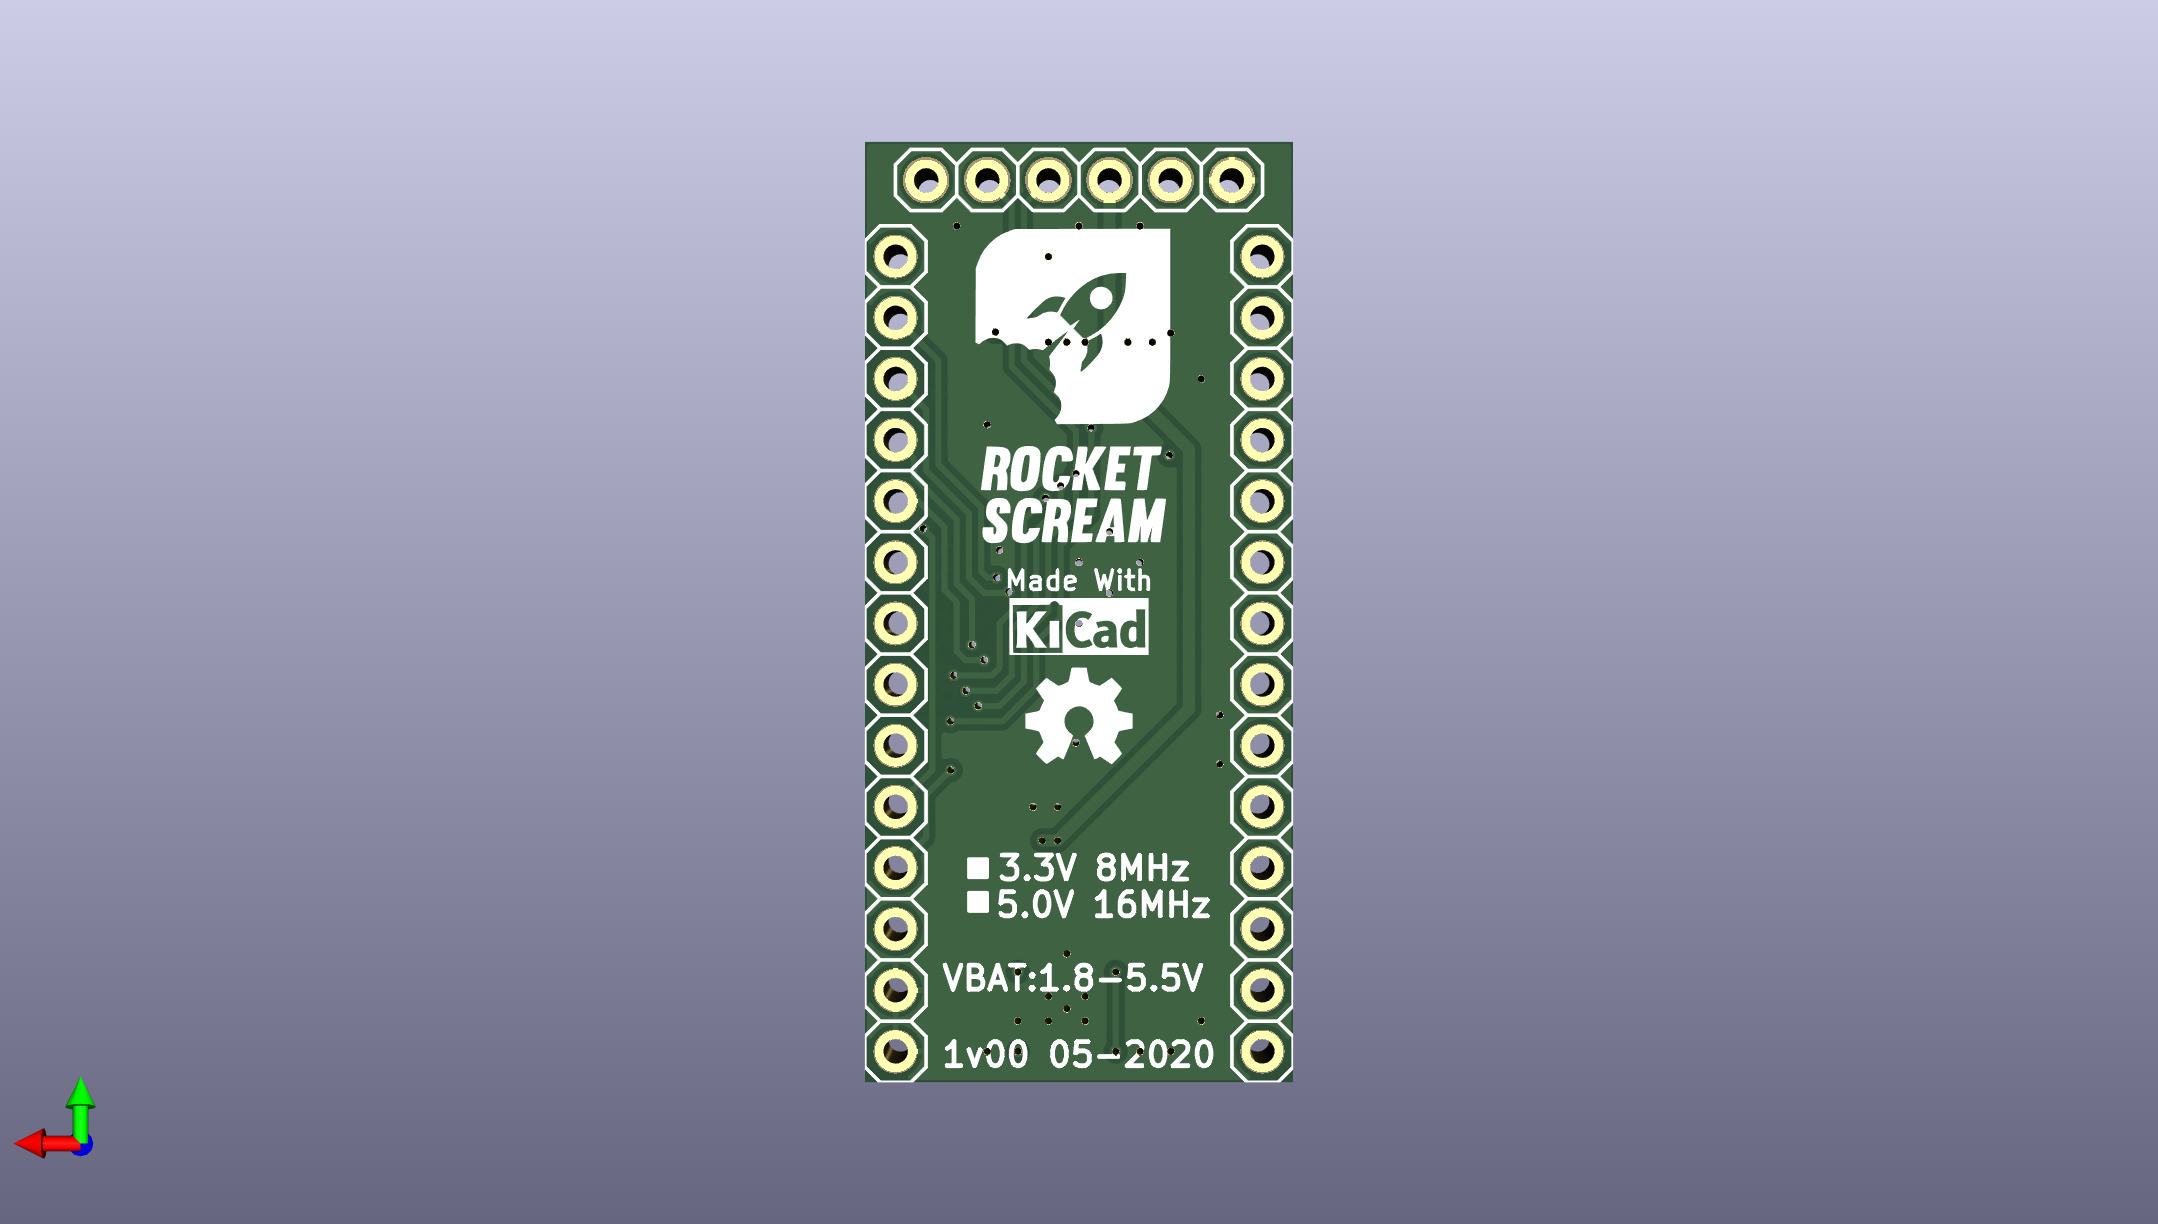 ROCKET
SCREAM
Made With
KiCad
3.3V 8MHz
5.0V 16MHz
VBAT:1.8-5.5V
1v00 05-2020